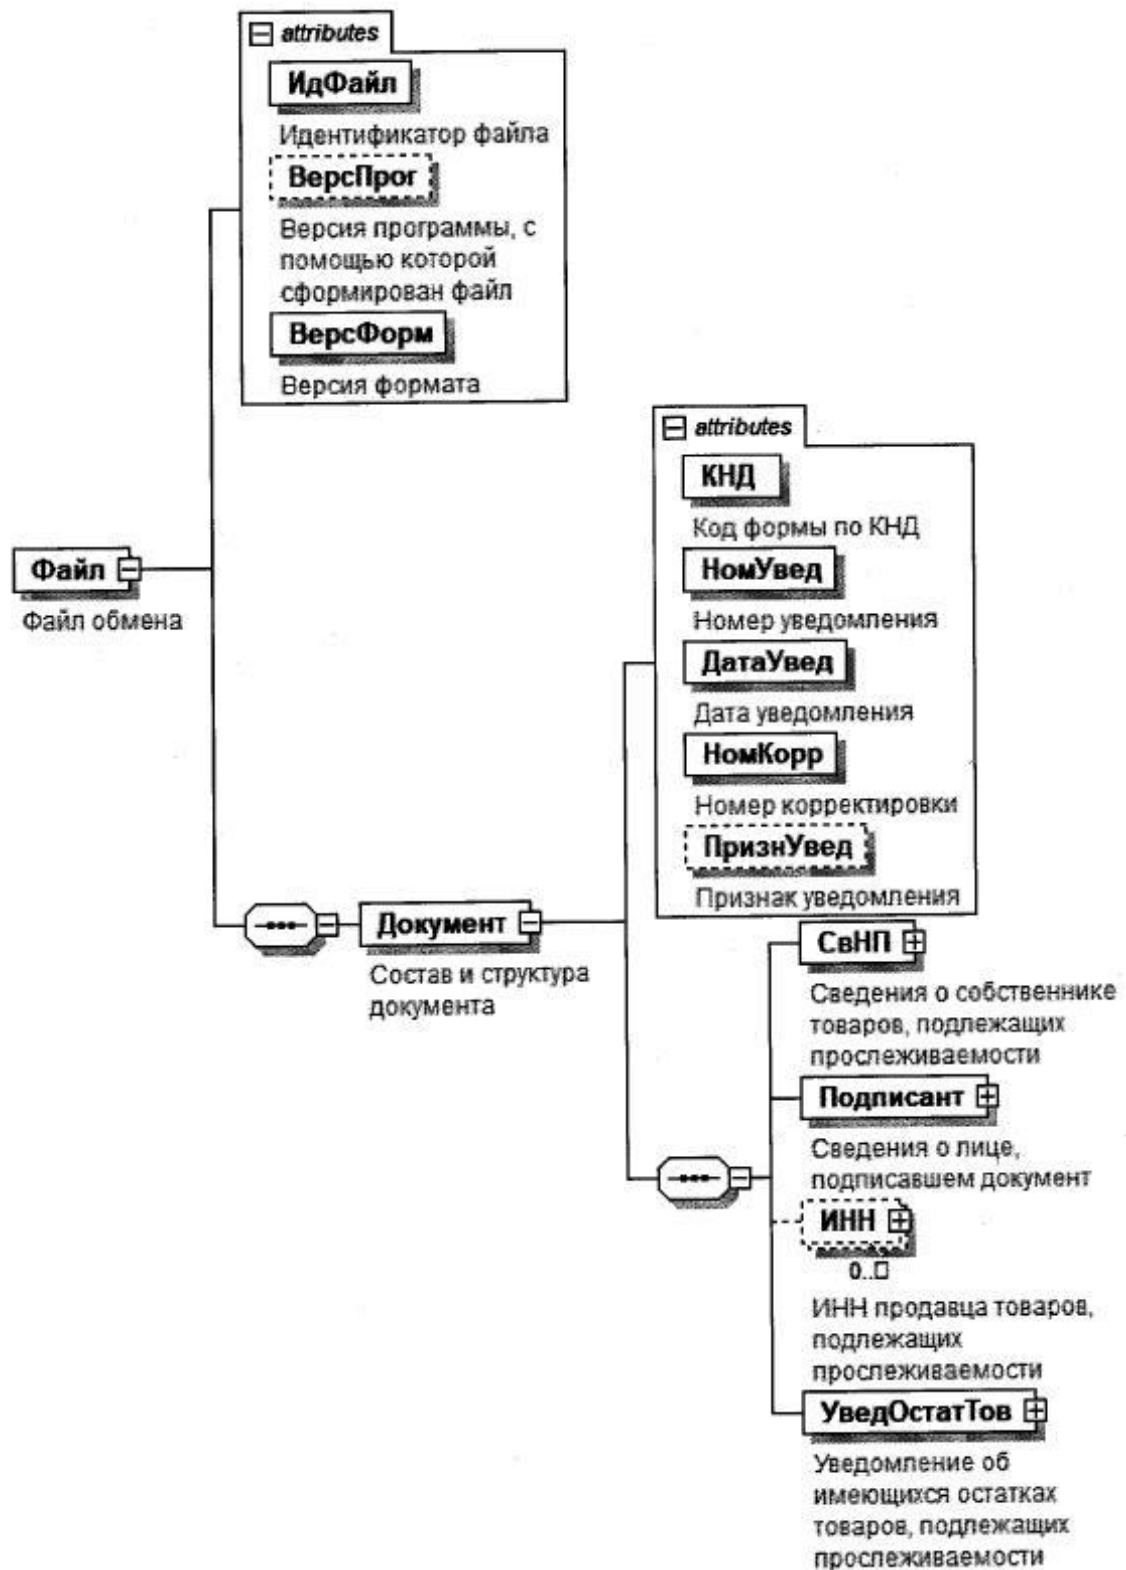 attributes
ИдФайл
Идентификатор файла
ВерсПрог
Версия программы, с
помощью которой
сформирован файл
ВерсФорм
Версия формата
Файл
Файл обмена
attributes
КНД
Код формы по КНД
НомУвед
Номер уведомления
ДатаУвед
Дата уведомления
НомКорр
Номер корректировки
ПризнУвед
Признак уведомления
Документ
Состав и структура
документа
СвНП
Сведения о собственнике
товаров, подлежащих
прослеживаемости
Подписант
Сведения о лице,
подписавшем документ
ИНН
0..□
ИНН продавца товаров,
подлежащих
прослеживаемости
УведОстатТов
Уведомление об
имеющихся остатках
товаров, подлежащих
прослеживаемости